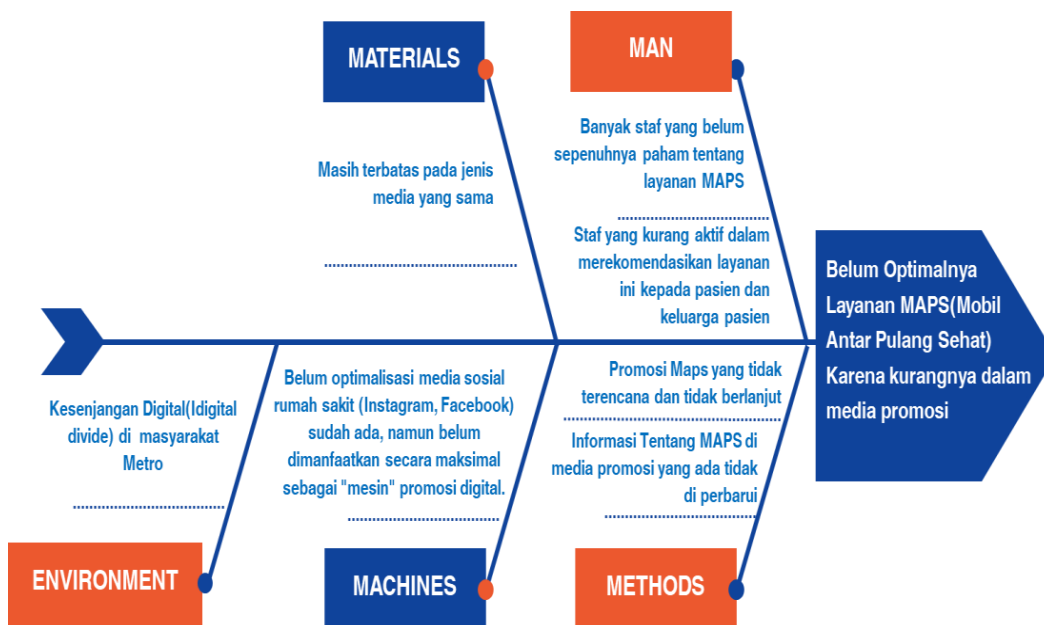 MATERIALS
MAN
Masih terbatas pada jenis
media yang sama
Banyak staf yang belum
sepenuhnya paham tentang
layanan MAPS
Staf yang kurang aktif dalam
merekomendasikan layanan
ini kepada pasien dan
keluarga pasien
Belum Optimalnya
Layanan MAPS(Mobil
Antar Pulang Sehat)
Karena kurangnya dalam
media promosi
Kesenjangan Digital(Idigital
divide) di masyarakat
Metro
Belum optimalisasi media sosial
rumah sakit (Instagram, Facebook)
sudah ada, namun belum
dimanfaatkan secara maksimal
sebagai "mesin" promosi digital.
Promosi Maps yang tidak
terencana dan tidak berlanjut
Informasi Tentang MAPS di
media promosi yang ada tidak
di perbarui
ENVIRONMENT
MACHINES
METHODS